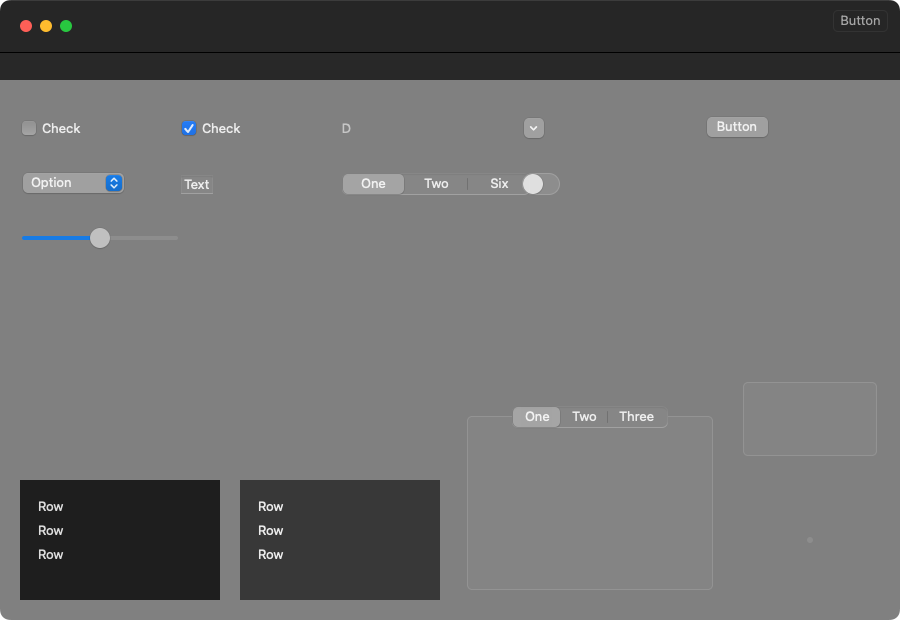 Button
Check
Check
D
Button
Option
Text
One Two Six
One Two Three
Row
Row
Row
Row
Row
Row